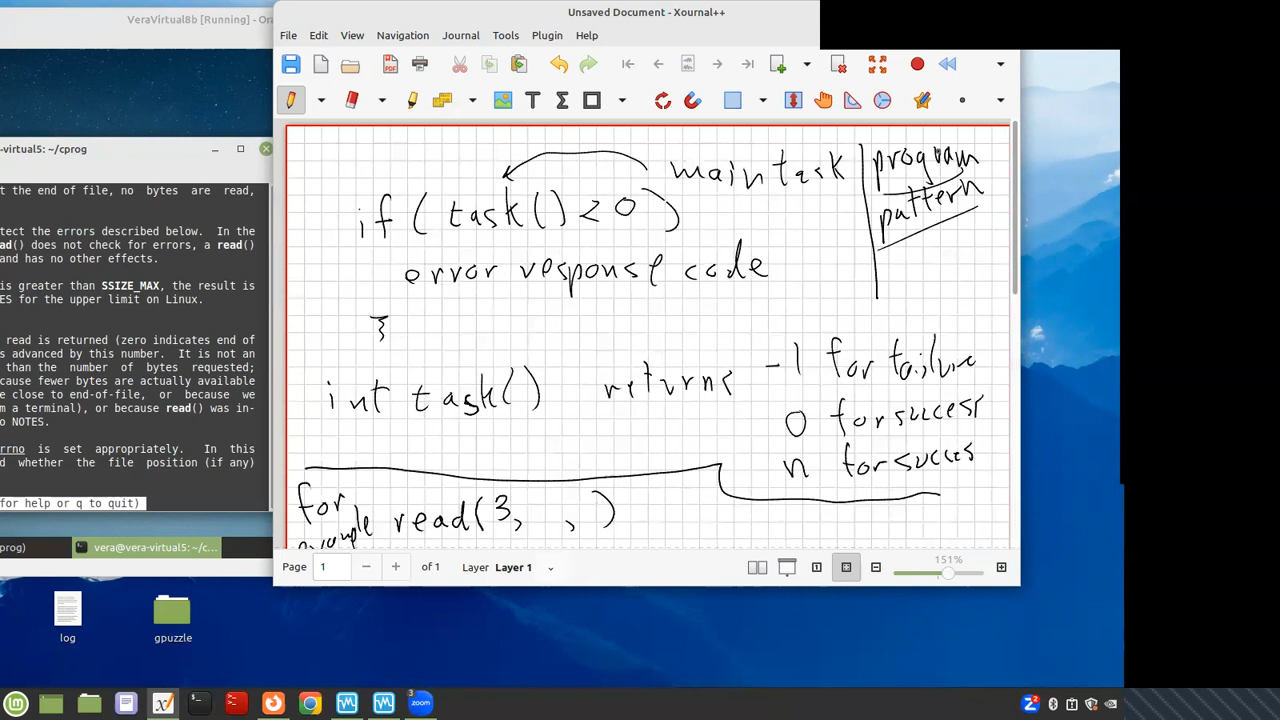 VeraVirtual8b [Running] - Ora
Unsaved Document - Xournal++
File Edit View Navigation Journal Tools Plugin Help
-virtual5: ~/cprog
t the end of file, no bytes are read,
tect the errors described below. In the
ad() does not check for errors, a read()
and has no other effects.
is greater than SSIZE_MAX, the result is
ES for the upper limit on Linux.
read is returned (zero indicates end of
s advanced by this number. It is not an
than the number of bytes requested;
cause fewer bytes are actually available
e close to end-of-file, or because we
m a terminal), or because read() was in-
o NOTES.
rrno is set appropriately. In this
d whether the file position (if any)
for help or q to quit)
prog)
vera@vera-virtual5: ~/c...
main task
program
pattern
if ( task() < 0 )
error response code
}
int task() returns -1 for failure
0 for success
n for succes
for
example read(3, , )
Page 1 of 1 Layer Layer 1
151%
log
gpuzzle
3
zoom